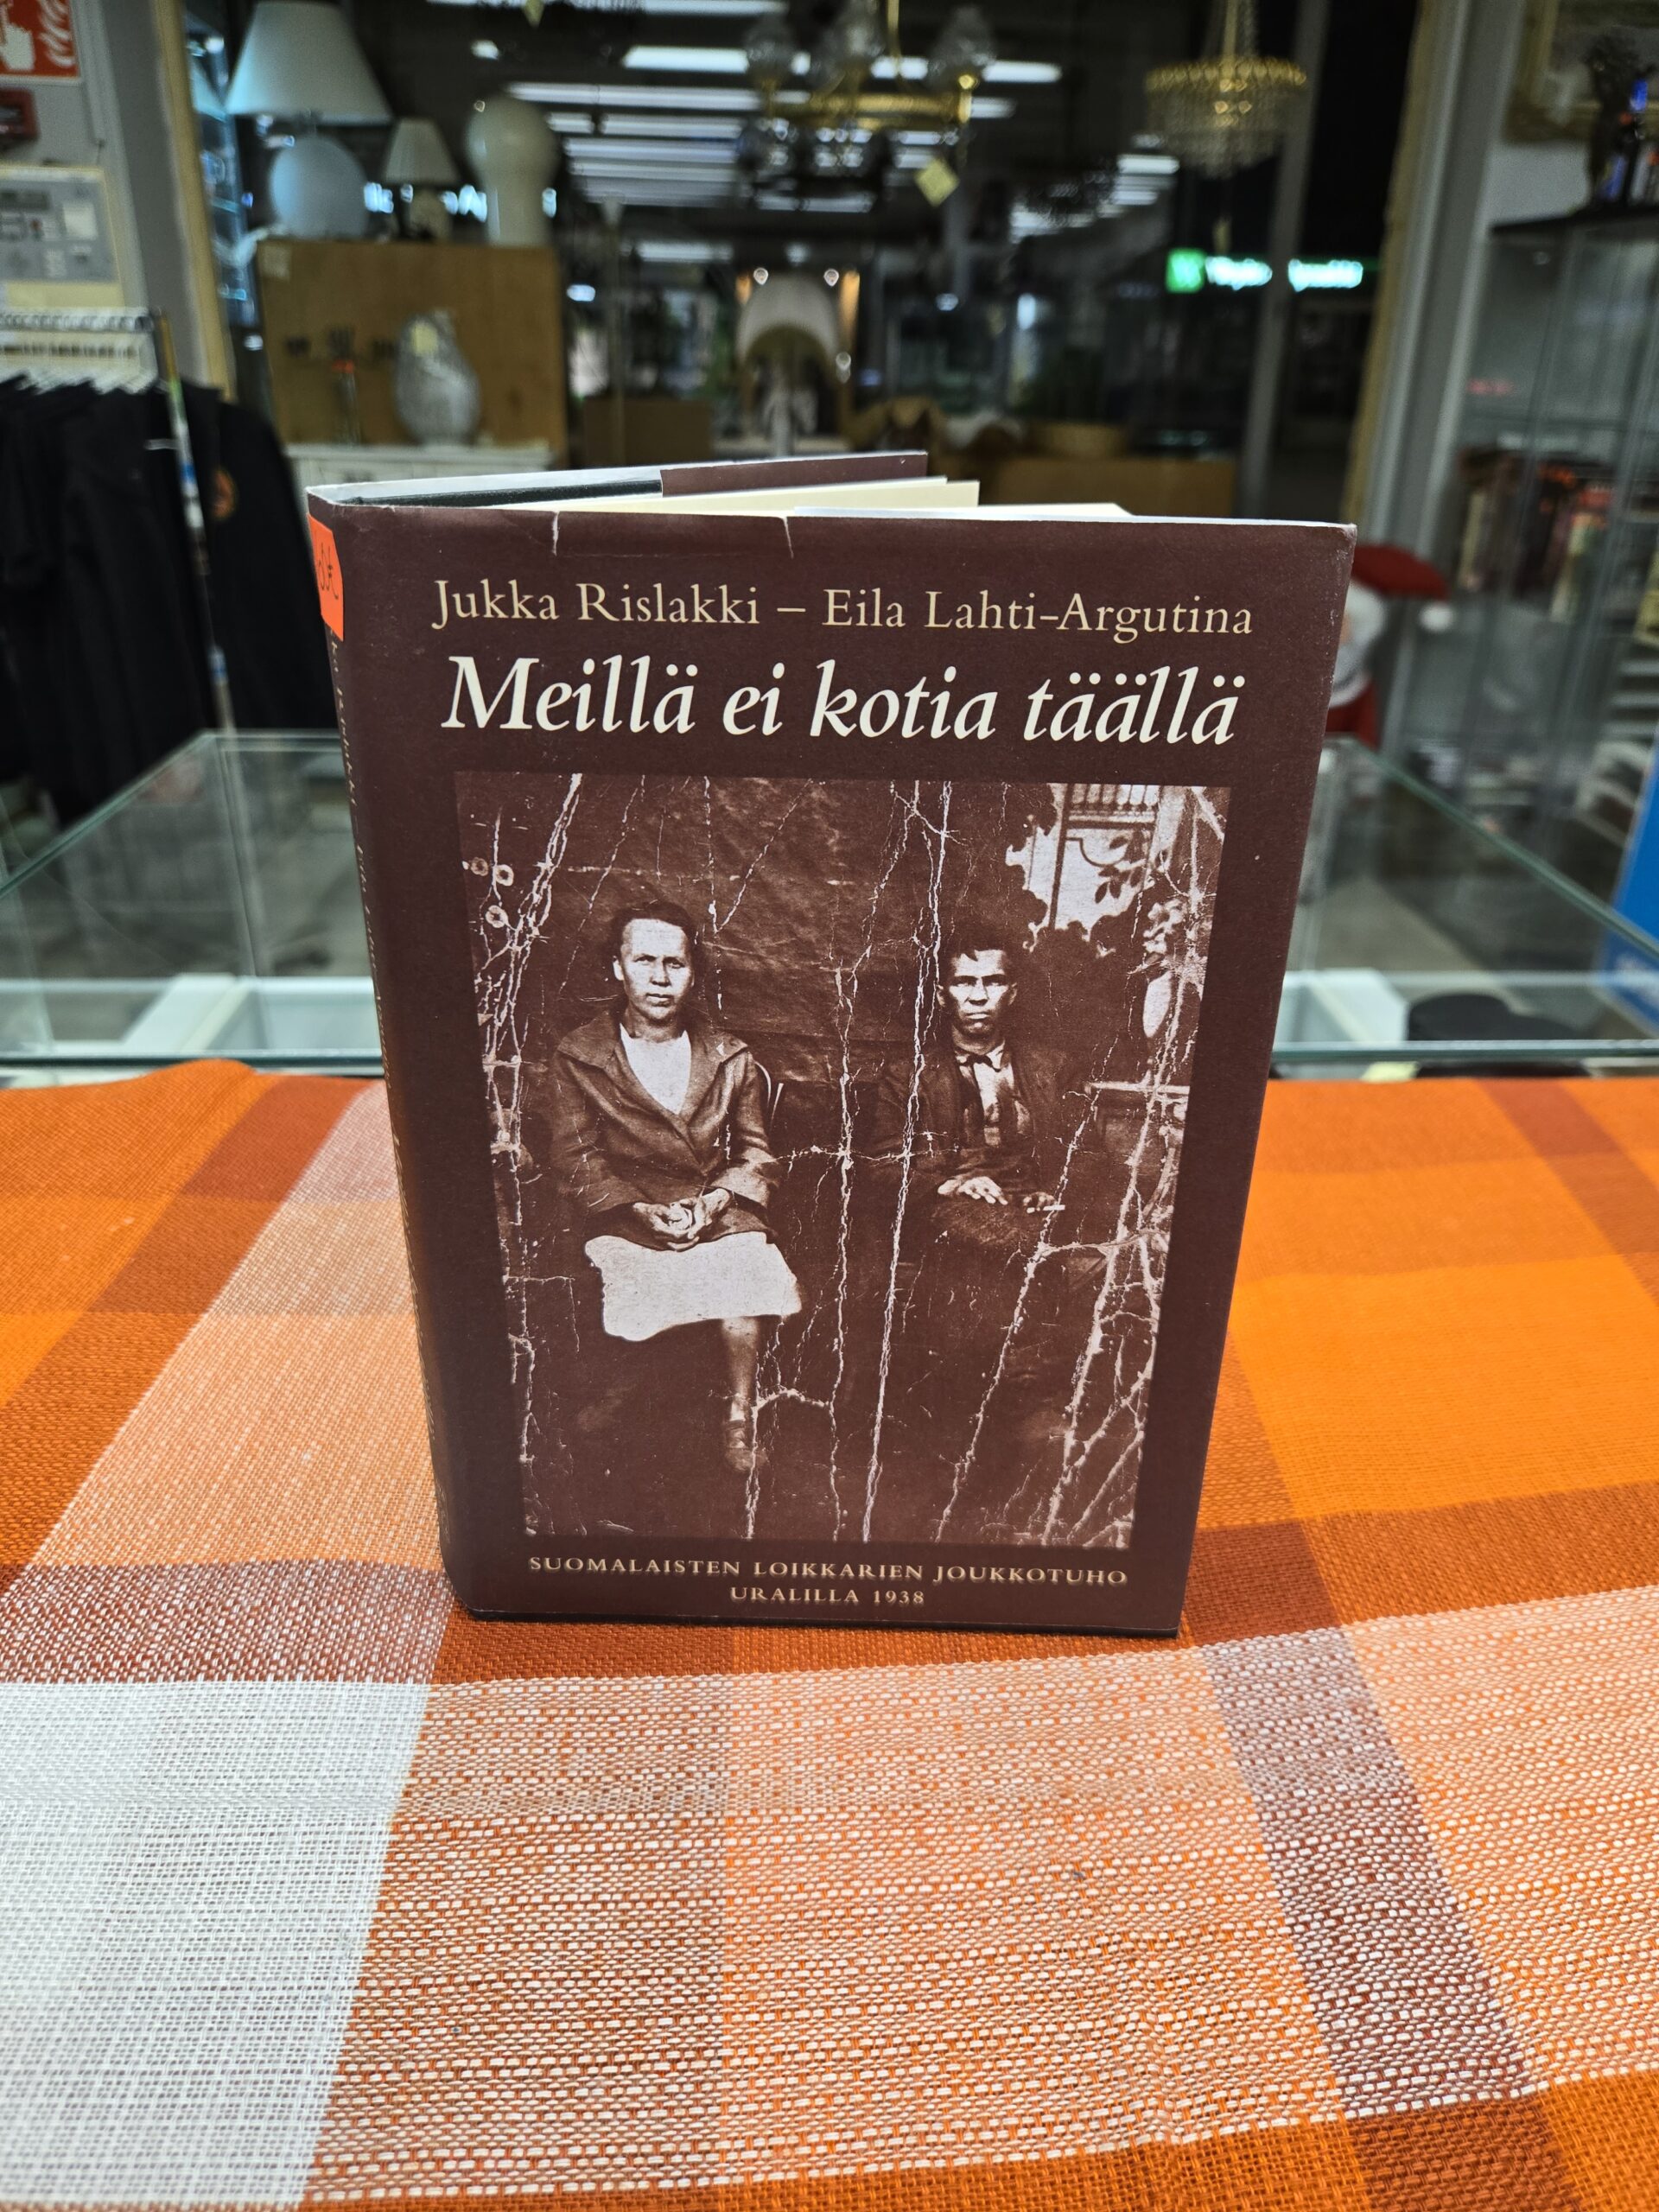 Jukka Rislakki – Eila Lahti-Argutina
Meillä ei kotia täällä
SUOMALAISTEN LOIKKARIEN JOUKKOTUHO
URALILLA 1938